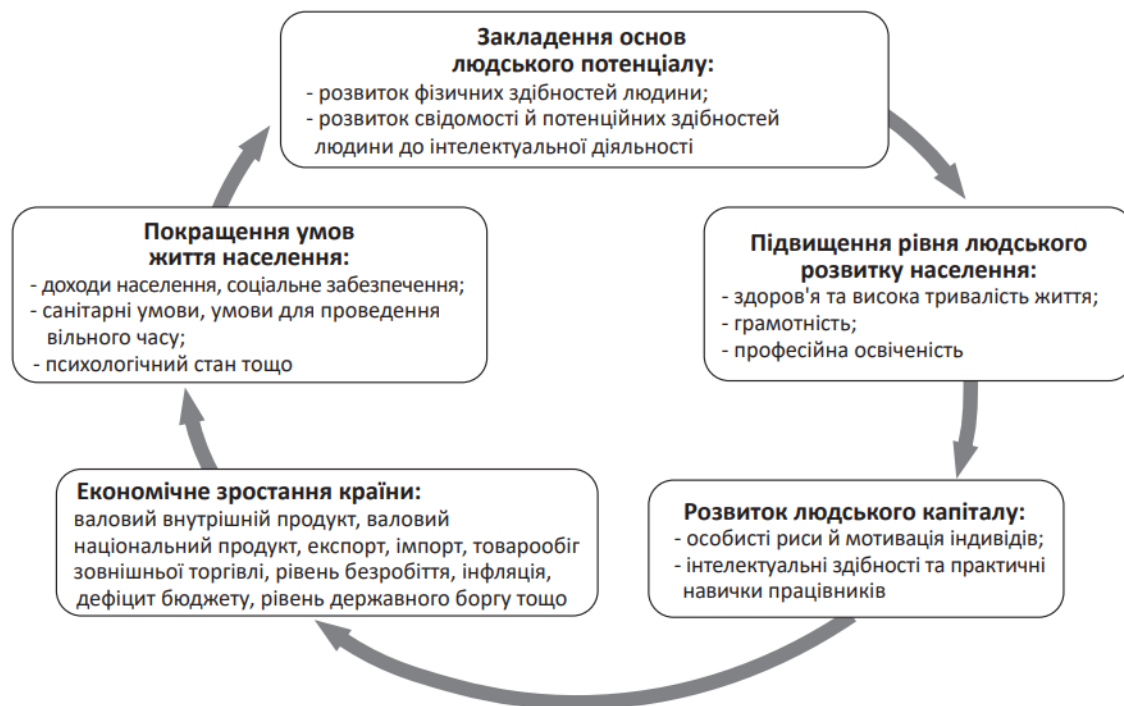 Закладення основ
людського потенціалу:
- розвиток фізичних здібностей людини;
- розвиток свідомості й потенційних здібностей
людини до інтелектуальної діяльності
Підвищення рівня людського
розвитку населення:
- здоров'я та висока тривалість життя;
- грамотність;
- професійна освіченість
Розвиток людського капіталу:
- особисті риси й мотивація індивідів;
- інтелектуальні здібності та практичні
навички працівників
Економічне зростання країни:
валовий внутрішній продукт, валовий
національний продукт, експорт, імпорт, товарообіг
зовнішньої торгівлі, рівень безробіття, інфляція,
дефіцит бюджету, рівень державного боргу тощо
Покращення умов
життя населення:
- доходи населення, соціальне забезпечення;
- санітарні умови, умови для проведення
вільного часу;
- психологічний стан тощо